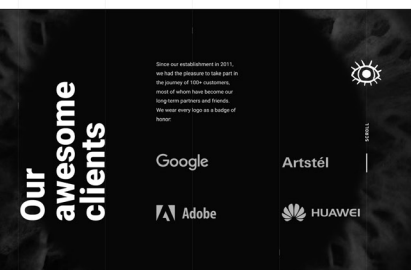 Our
awesome
clients
Since our establishment in 2011,
we had the pleasure to take part in
the journey of 100+ customers,
most of whom have become our
long-term partners and friends.
We wear every logo as a badge of
honor:
SCROLL
Google
Artstél
Adobe
HUAWEI